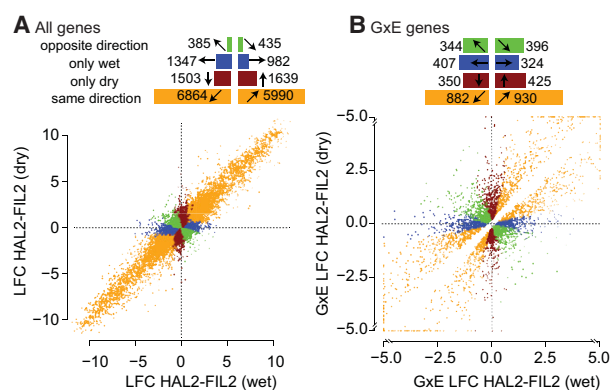 A All genes
opposite direction 385 435
only wet 1347 982
only dry 1503 1639
same direction 6864 5990
LFC HAL2-FIL2 (dry)
10
5
0
−5
−10
−10 −5 0 5 10
LFC HAL2-FIL2 (wet)
B GxE genes
344 396
407 324
350 425
882 930
GxE LFC HAL2-FIL2 (dry)
−5.0
2.5
0.0
−2.5
−5.0
−5.0 −2.5 0.0 2.5 5.0
GxE LFC HAL2-FIL2 (wet)